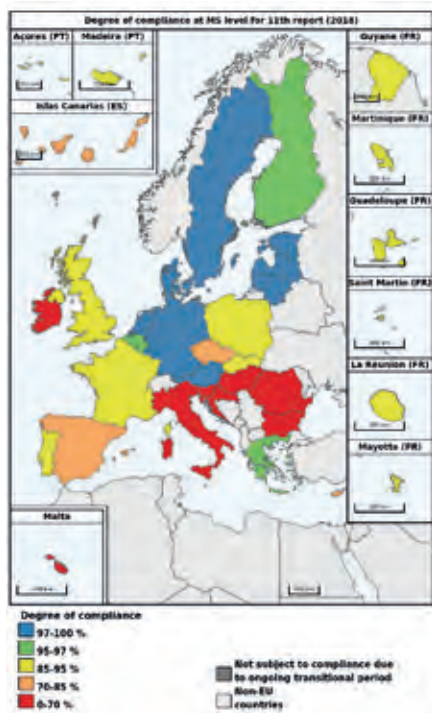 Degree of compliance at MS level for 11th report (2018)
Açores (PT)
Madeira (PT)
Islas Canarias (ES)
Guyane (FR)
Martinique (FR)
Guadeloupe (FR)
Saint Martin (FR)
La Réunion (FR)
Mayotte (FR)
Malta
Degree of compliance
97-100 %
95-97 %
85-95 %
70-85 %
0-70 %
Not subject to compliance due
to ongoing transitional period
Non-EU
countries